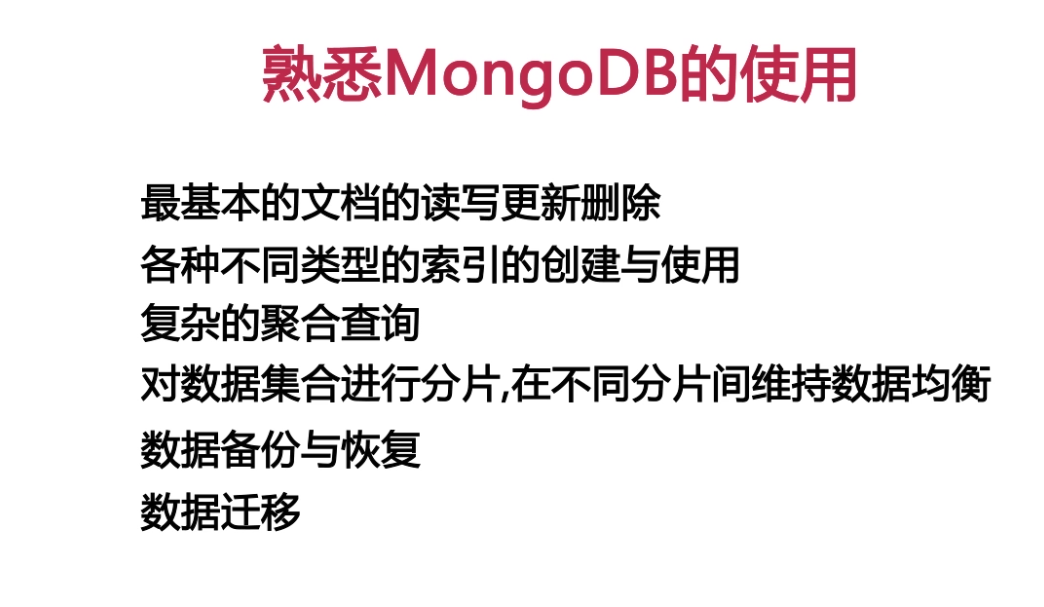 熟悉MongoDB的使用
最基本的文档的读写更新删除
各种不同类型的索引的创建与使用
复杂的聚合查询
对数据集合进行分片,在不同分片间维持数据均衡
数据备份与恢复
数据迁移